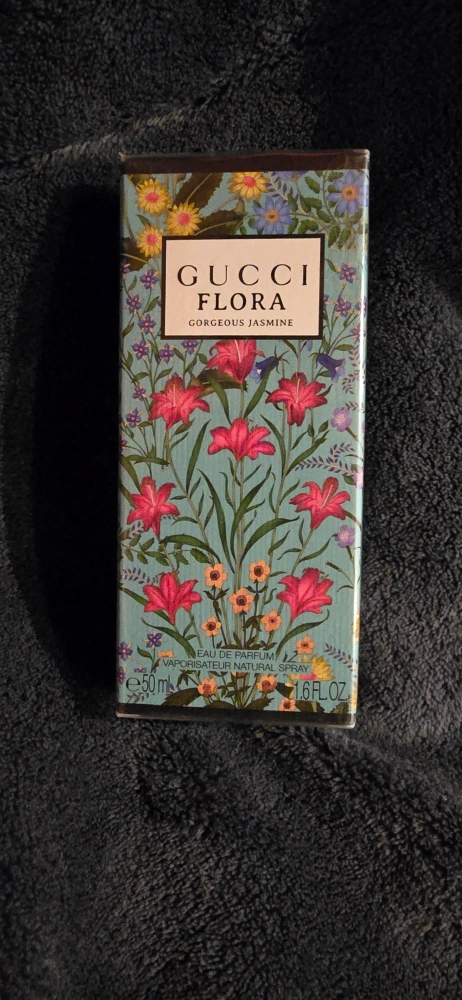 GUCCI
FLORA
GORGEOUS JASMINE
EAU DE PARFUM
VAPORISATEUR NATURAL SPRAY
℮50 ml 1.6 FL.OZ.